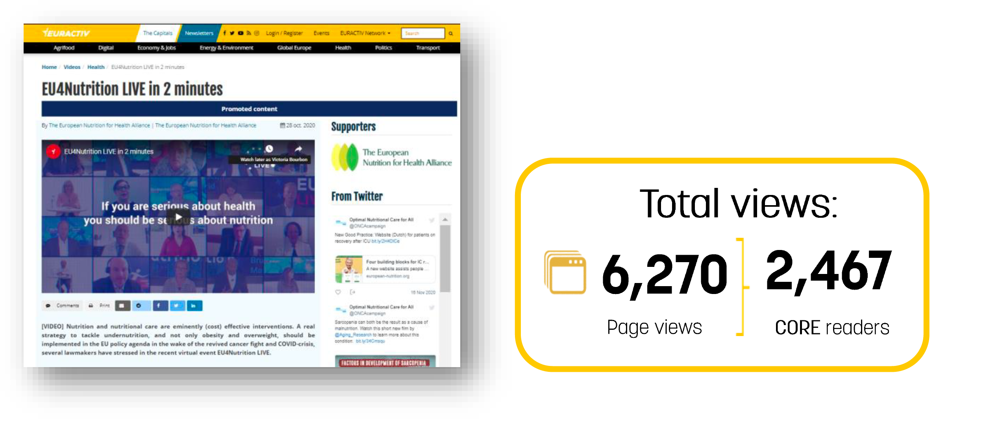 EURACTIV
The Capitals
Newsletters
Login / Register
Events
EURACTIV Network
Search
Agrifood
Digital
Economy & Jobs
Energy & Environment
Global Europe
Health
Politics
Transport
Home / Videos / Health / EU4Nutrition LIVE in 2 minutes
EU4Nutrition LIVE in 2 minutes
Promoted content
By The European Nutrition for Health Alliance | The European Nutrition for Health Alliance
28 oct. 2020
EU4Nutrition LIVE in 2 minutes
Watch later as Victoria Bourbon
LIVE
If you are serious about health
you should be serious about nutrition
Comments
Print
[VIDEO] Nutrition and nutritional care are eminently (cost) effective interventions. A real
strategy to tackle undernutrition, and not only obesity and overweight, should be
implemented in the EU policy agenda in the wake of the revived cancer fight and COVID-crisis,
several lawmakers have stressed in the recent virtual event EU4Nutrition LIVE.
Supporters
The European
Nutrition for Health Alliance
From Twitter
Optimal Nutritional Care for All
@ONCAcampaign
New Good Practice: Website (Dutch) for patients on
recovery after ICU bit.ly/2H4DICe
Four building blocks for IC r...
A new website assists people ...
european-nutrition.org
18 Nov 2020
Optimal Nutritional Care for All
@ONCAcampaign
Sarcopenia can both be the result as a cause of
malnutrition. Watch this short new film by
@Aging_Research to learn more about this
condition:
FACTORS IN DEVELOPMENT OF SARCOPENIA
Total views:
6,270
Page views
2,467
CORE readers